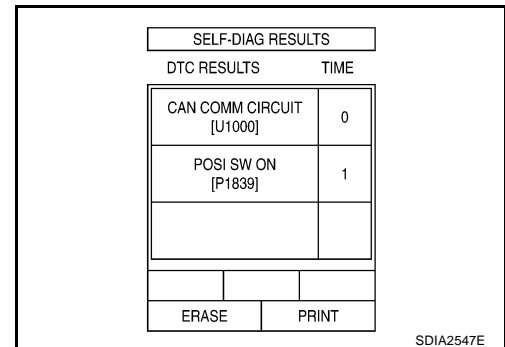 SELF-DIAG RESULTS
DTC RESULTS TIME
CAN COMM CIRCUIT
[U1000]
0
POSI SW ON
[P1839]
1
ERASE PRINT
SDIA2547E